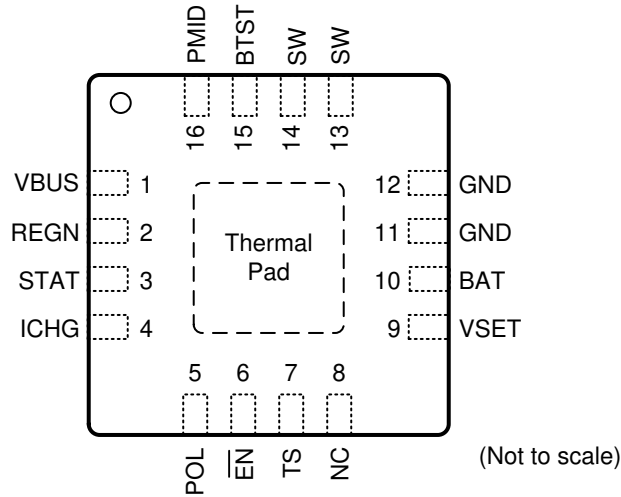 PMID
BTST
SW
SW
16
15
14
13
VBUS 1
REGN 2
STAT 3
ICHG 4
12 GND
11 GND
10 BAT
9 VSET
Thermal
Pad
5 6 7 8
POL
E̅N̅
TS
NC
(Not to scale)